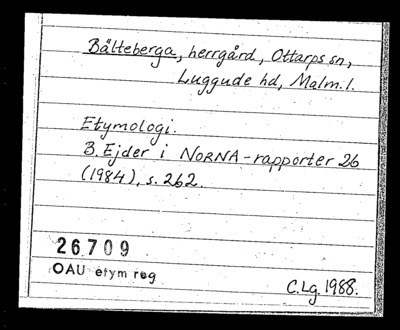 Bälteberga, herrgård, Ottarps sn,
Luggude hd, Malm.l.
Etymologi.
B. Ejder i NORNA-rapporter 26
(1984), s. 262.
26709
OAU etym reg
C.Lg. 1988.